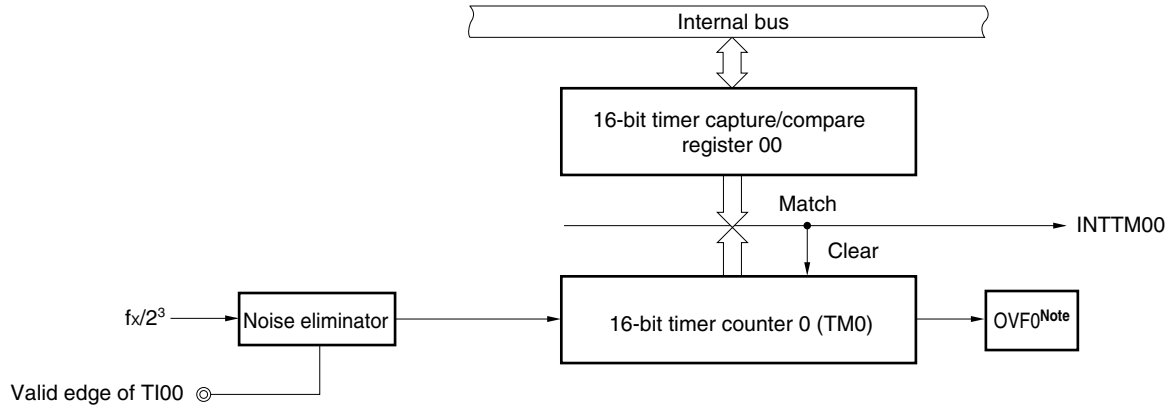 Internal bus
16-bit timer capture/compare
register 00
Match
INTTM00
Clear
fx/2³
Noise eliminator
16-bit timer counter 0 (TM0)
OVF0Note
Valid edge of TI00